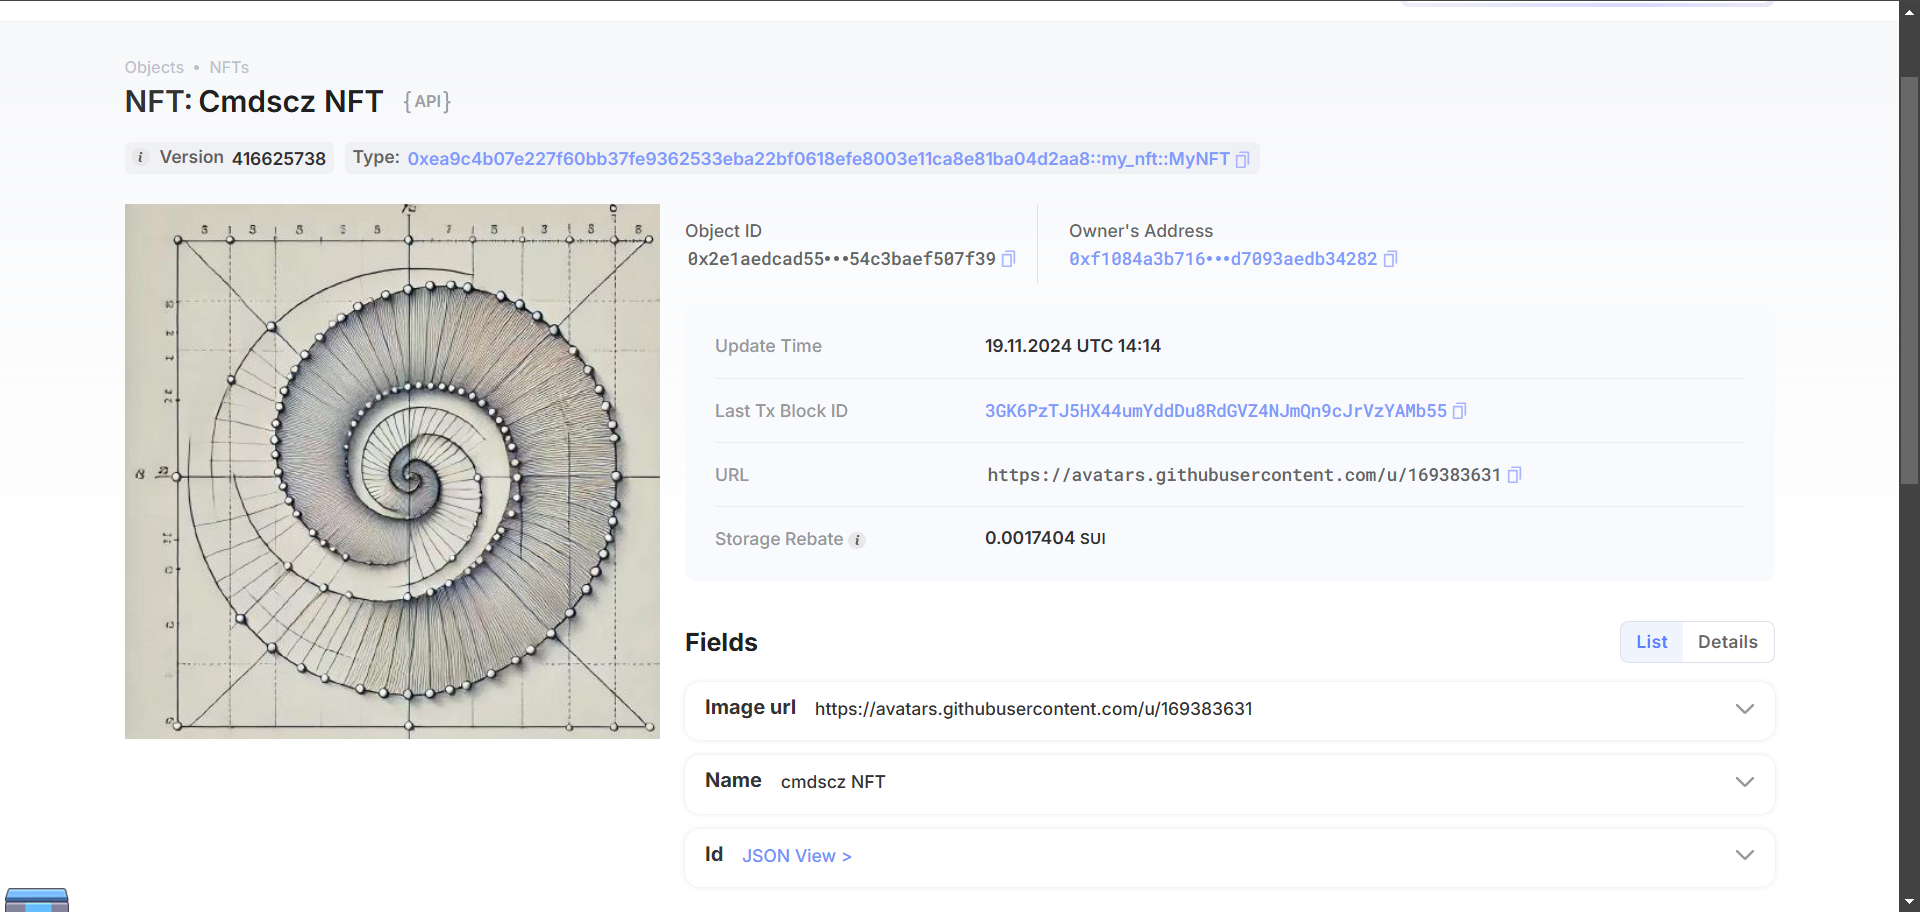 Objects • NFTs
NFT: Cmdscz NFT {API}
i Version 416625738 Type: 0xea9c4b07e227f60bb37fe9362533eba22bf0618efe8003e11ca8e81ba04d2aa8::my_nft::MyNFT
Object ID
0x2e1aedcad55•••54c3baef507f39
Owner's Address
0xf1084a3b716•••d7093aedb34282
Update Time 19.11.2024 UTC 14:14
Last Tx Block ID 3GK6PzTJ5HX44umYddDu8RdGVZ4NJmQn9cJrVzYAMb55
URL https://avatars.githubusercontent.com/u/169383631
Storage Rebate i 0.0017404 SUI
Fields
List Details
Image url https://avatars.githubusercontent.com/u/169383631
Name cmdscz NFT
Id JSON View >